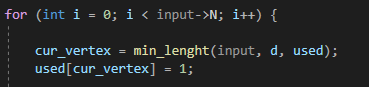 for (int i = 0; i < input->N; i++) {
cur_vertex = min_lenght(input, d, used);
used[cur_vertex] = 1;